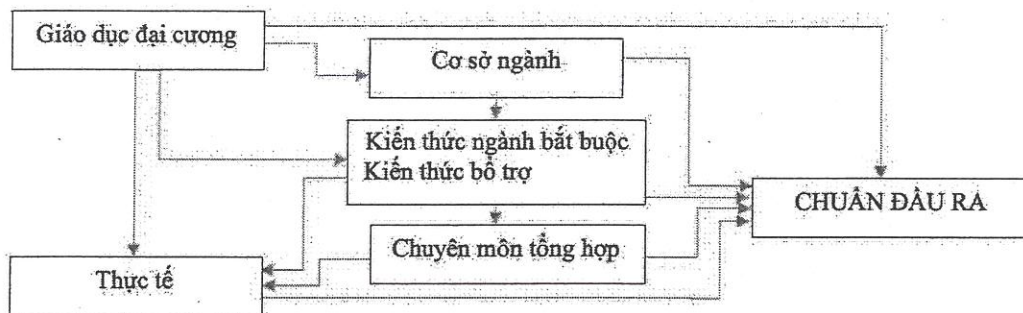 Giáo dục đại cương
Cơ sở ngành
Kiến thức ngành bắt buộc
Kiến thức bổ trợ
CHUẨN ĐẦU RA
Chuyên môn tổng hợp
Thực tế